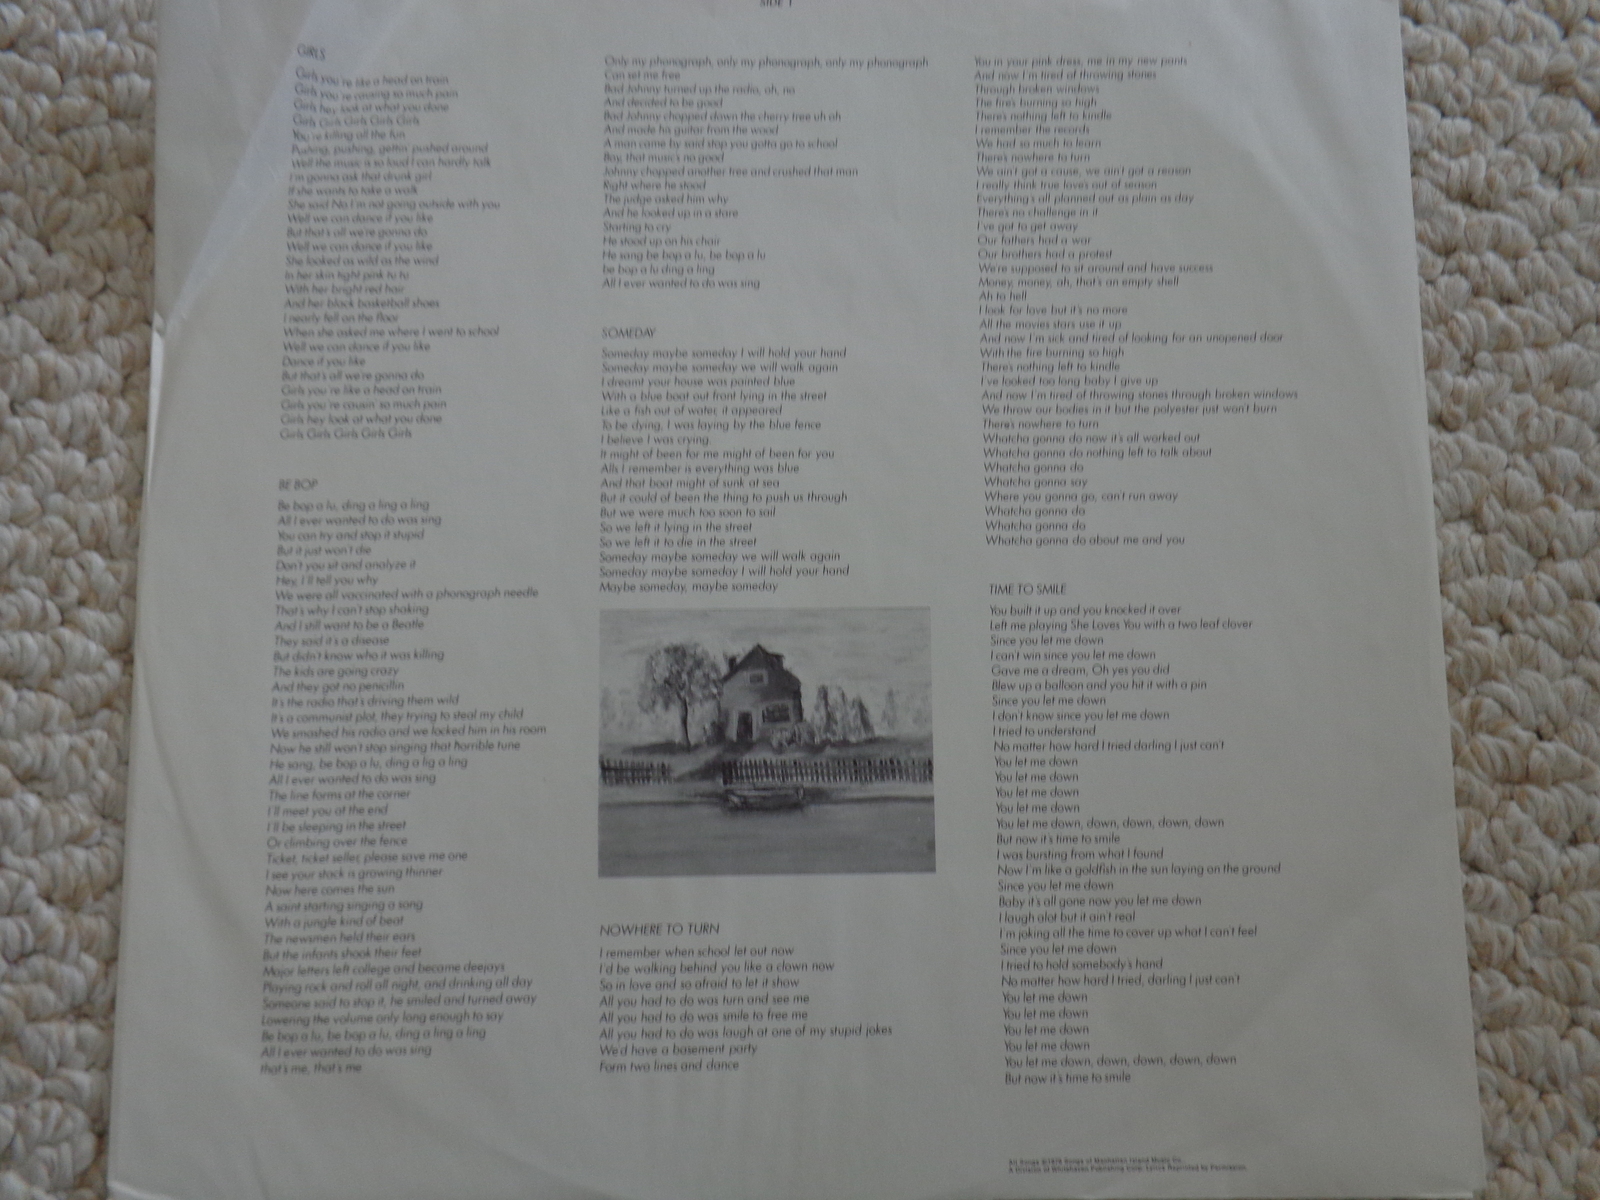 SIDE 1
GIRLS
Girls you're like a head on train
Girls you're causing so much pain
Girls hey look at what you done
Girls Girls Girls Girls Girls
You're killing all the fun
Pushing, pushing, gettin' pushed around
Well the music is so loud I can hardly talk
I'm gonna ask that drunk girl
If she wants to take a walk
She said No I'm not going outside with you
Well we can dance if you like
But that's all we're gonna do
Well we can dance if you like
She looked as wild as the wind
In her skin tight pink tu tu
With her bright red hair
And her black basketball shoes
I nearly fell on the floor
When she asked me where I went to school
Well we can dance if you like
Dance if you like
But that's all we're gonna do
Girls you're like a head on train
Girls you're causin' so much pain
Girls hey look at what you done
Girls Girls Girls Girls Girls
BE BOP
Be bop a lu, ding a ling a ling
All I ever wanted to do was sing
You can try and stop it stupid
But it just won't die
Don't you sit and analyze it
Hey, I'll tell you why
We were all vaccinated with a phonograph needle
That's why I can't stop shaking
And I still want to be a Beatle
They said it's a disease
But didn't know who it was killing
The kids are going crazy
And they got no penicillin
It's the radio that's driving them wild
It's a communist plot, they trying to steal my child
We smashed his radio and we locked him in his room
Now he still won't stop singing that horrible tune
He sang, be bop a lu, ding a lig a ling
All I ever wanted to do was sing
The line forms at the corner
I'll meet you at the end
I'll be sleeping in the street
Or climbing over the fence
Ticket, ticket seller, please save me one
I see your stack is growing thinner
Now here comes the sun
A saint starting singing a song
With a jungle kind of beat
The newsmen held their ears
But the infants shook their feet
Major letters left college and became deejays
Playing rock and roll all night, and drinking all day
Someone said to stop it, he smiled and turned away
Lowering the volume only long enough to say
Be bop a lu, be bop a lu, ding a ling a ling
All I ever wanted to do was sing
that's me, that's me
Only my phonograph, only my phonograph, only my phonograph
Can set me free
Bad Johnny turned up the radio, oh, no
And decided to be good
Bad Johnny chopped down the cherry tree uh oh
And made his guitar from the wood
A man came by said stop you gotta go to school
Boy, that music's no good
Johnny chopped another tree and crushed that man
Right where he stood
The judge asked him why
And he looked up in a stare
Starting to cry
He stood up on his chair
He sang be bop a lu, be bop a lu
be bop a lu ding a ling
All I ever wanted to do was sing
SOMEDAY
Someday maybe someday I will hold your hand
Someday maybe someday we will walk again
I dreamt your house was painted blue
With a blue boat out front lying in the street
Like a fish out of water, it appeared
To be dying, I was laying by the blue fence
I believe I was crying.
It might of been for me might of been for you
Alls I remember is everything was blue
And that boat might of sunk at sea
But it could of been the thing to push us through
But we were much too soon to sail
So we left it lying in the street
So we left it to die in the street
Someday maybe someday we will walk again
Someday maybe someday I will hold your hand
Maybe someday, maybe someday
NOWHERE TO TURN
I remember when school let out now
I'd be walking behind you like a clown now
So in love and so afraid to let it show
All you had to do was turn and see me
All you had to do was smile to free me
All you had to do was laugh at one of my stupid jokes
We'd have a basement party
Form two lines and dance
You in your pink dress, me in my new pants
And now I'm tired of throwing stones
Through broken windows
The fire's burning so high
There's nothing left to kindle
I remember the records
We had so much to learn
There's nowhere to turn
We ain't got a cause, we ain't got a reason
I really think true love's out of season
Everything's all planned out as plain as day
There's no challenge in it
I've got to get away
Our fathers had a war
Our brothers had a protest
We're supposed to sit around and have success
Money, money, ah, that's an empty shell
Ah to hell
I look for love but it's no more
All the movies stars use it up
And now I'm sick and tired of looking for an unopened door
With the fire burning so high
There's nothing left to kindle
I've looked too long baby I give up
And now I'm tired of throwing stones through broken windows
We throw our bodies in it but the polyester just won't burn
There's nowhere to turn
Whatcha gonna do now it's all worked out
Whatcha gonna do nothing left to talk about
Whatcha gonna do
Whatcha gonna say
Where you gonna go, can't run away
Whatcha gonna do
Whatcha gonna do
Whatcha gonna do about me and you
TIME TO SMILE
You built it up and you knocked it over
Left me playing She Loves You with a two leaf clover
Since you let me down
I can't win since you let me down
Gave me a dream, Oh yes you did
Blew up a balloon and you hit it with a pin
Since you let me down
I don't know since you let me down
I tried to understand
No matter how hard I tried darling I just can't
You let me down
You let me down
You let me down
You let me down
You let me down, down, down, down, down
But now it's time to smile
I was bursting from what I found
Now I'm like a goldfish in the sun laying on the ground
Since you let me down
Baby it's all gone now you let me down
I laugh alot but it ain't real
I'm joking all the time to cover up what I can't feel
Since you let me down
I tried to hold somebody's hand
No matter how hard I tried, darling I just can't
You let me down
You let me down
You let me down
You let me down
You let me down, down, down, down, down
But now it's time to smile
All Songs ©1979 Songs of Manhattan Island Music Co.
A Division of Whitehaven Publishing Lyrics Reprinted by Permission.